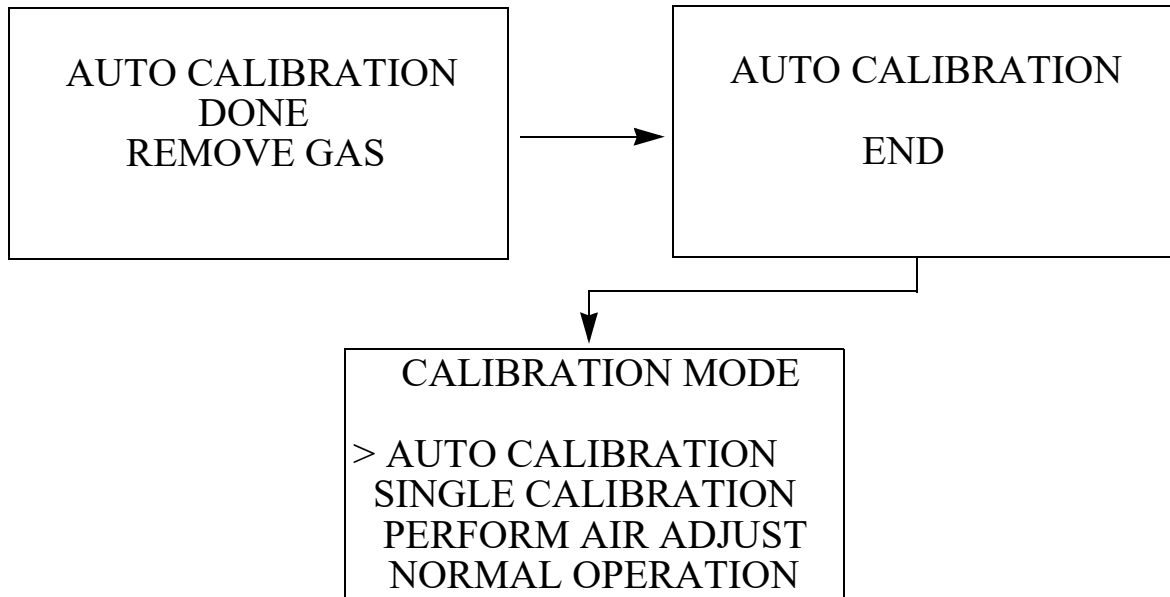 AUTO CALIBRATION
DONE
REMOVE GAS
AUTO CALIBRATION
END
CALIBRATION MODE
> AUTO CALIBRATION
SINGLE CALIBRATION
PERFORM AIR ADJUST
NORMAL OPERATION